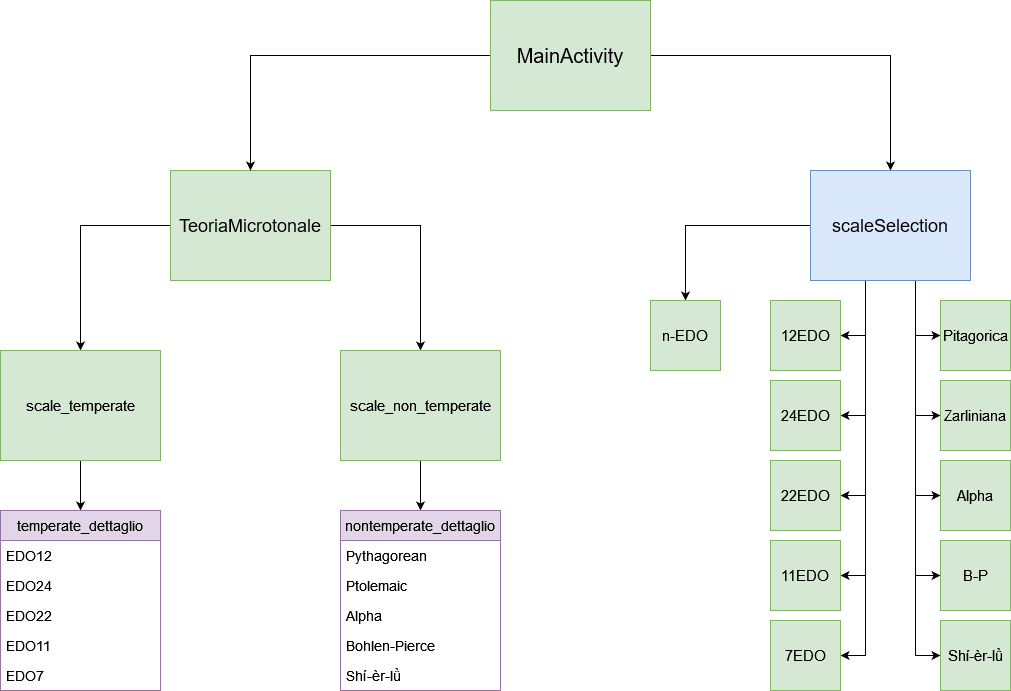 MainActivity
TeoriaMicrotonale
scaleSelection
scale_temperate
scale_non_temperate
temperate_dettaglio
EDO12
EDO24
EDO22
EDO11
EDO7
nontemperate_dettaglio
Pythagorean
Ptolemaic
Alpha
Bohlen-Pierce
Shí-èr-lǜ
n-EDO
12EDO
24EDO
22EDO
11EDO
7EDO
Pitagorica
Zarliniana
Alpha
B-P
Shí-èr-lǜ